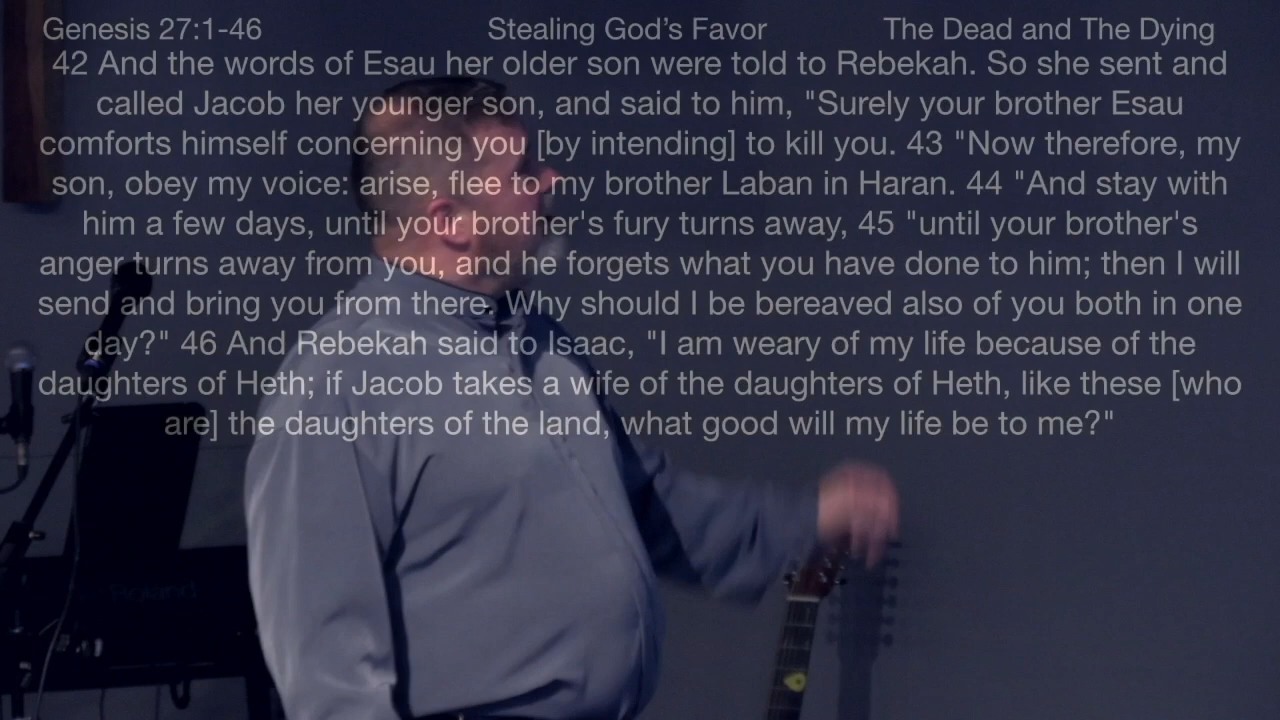 Genesis 27:1-46 Stealing God’s Favor The Dead and The Dying
42 And the words of Esau her older son were told to Rebekah. So she sent and
called Jacob her younger son, and said to him, "Surely your brother Esau
comforts himself concerning you [by intending] to kill you. 43 "Now therefore, my
son, obey my voice: arise, flee to my brother Laban in Haran. 44 "And stay with
him a few days, until your brother's fury turns away, 45 "until your brother's
anger turns away from you, and he forgets what you have done to him; then I will
send and bring you from there. Why should I be bereaved also of you both in one
day?" 46 And Rebekah said to Isaac, "I am weary of my life because of the
daughters of Heth; if Jacob takes a wife of the daughters of Heth, like these [who
are] the daughters of the land, what good will my life be to me?"